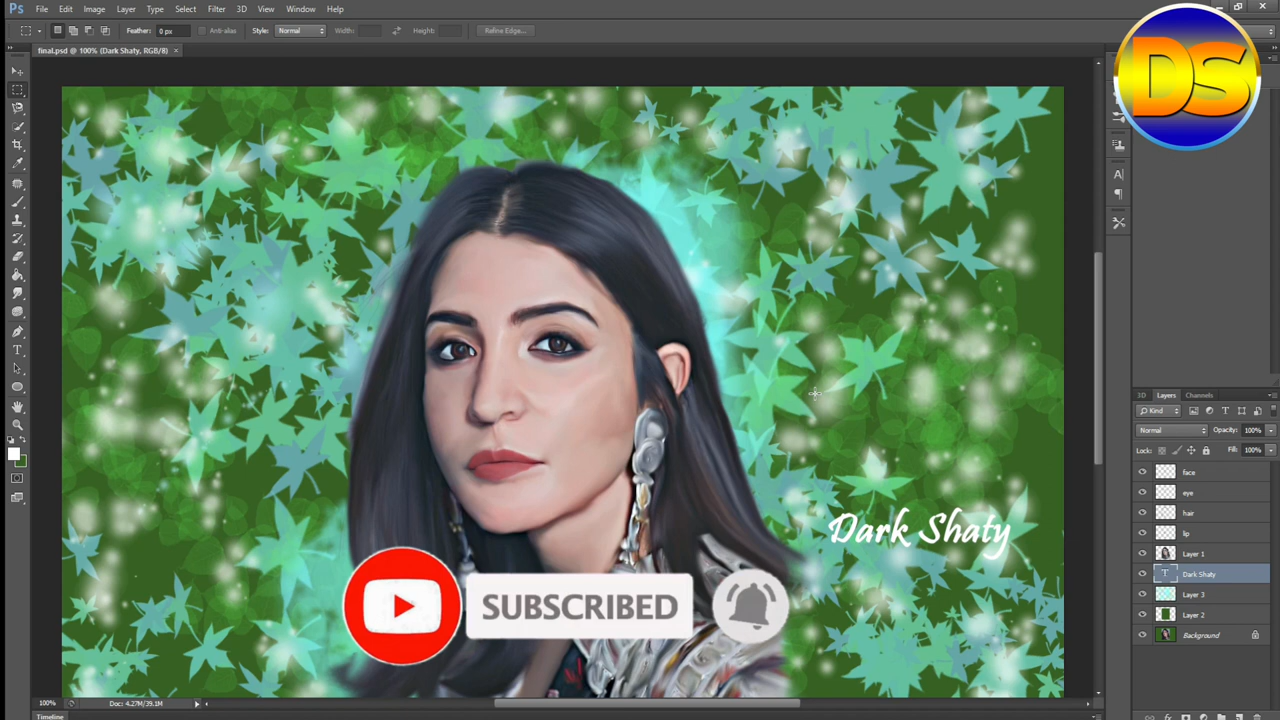 Ps File Edit Image Layer Type Select Filter 3D View Window Help
Feather: 0 px Anti-alias Style: Normal Width: Height: Refine Edge...
final.psd @ 100% (Dark Shaty, RGB/8) ×
DS
Dark Shaty
SUBSCRIBED
3D Layers Channels
Kind
Normal Opacity: 100%
Lock: Fill: 100%
face
eye
hair
lip
Layer 1
T Dark Shaty
Layer 3
Layer 2
Background
100% Doc: 4.27M/39.1M
Timeline